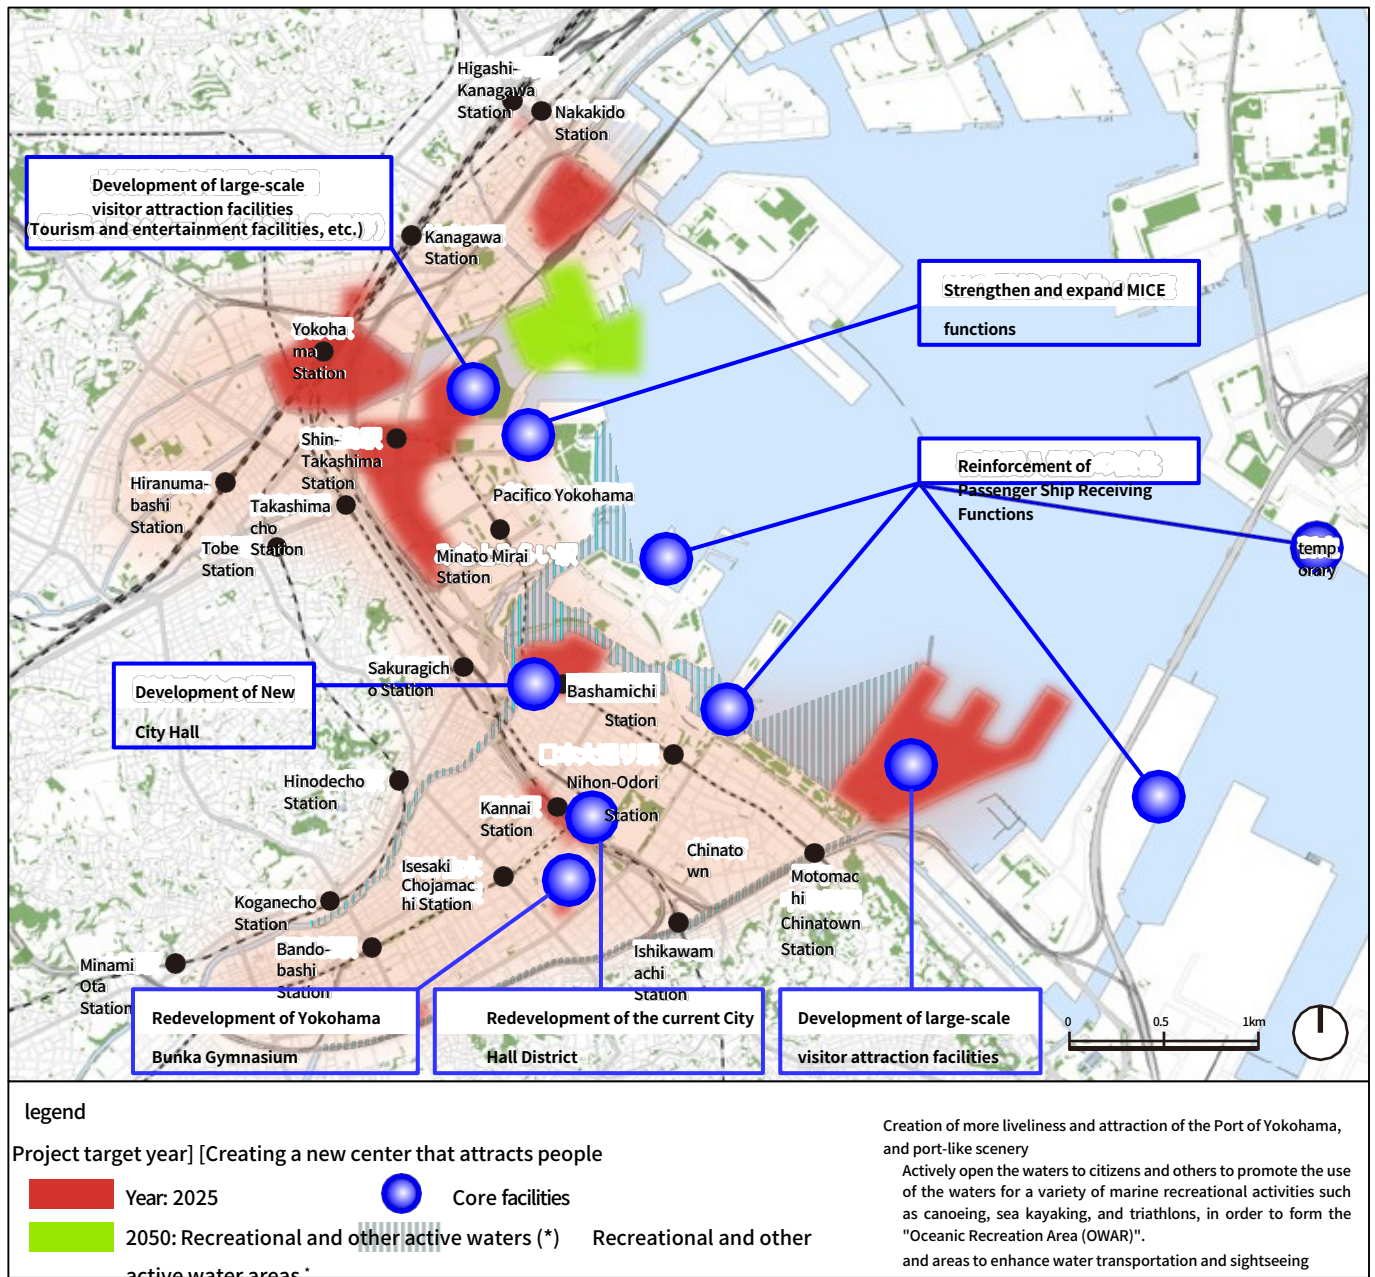 Higashi-
Kanagawa
Station
Nakakido
Station
Development of large-scale
visitor attraction facilities
(Tourism and entertainment facilities, etc.)
Kanagawa
Station
Strengthen and expand MICE
functions
Yokoha
ma
Station
Shin-
Takashima
Station
Reinforcement of
Passenger Ship Receiving
Functions
Hiranuma-
bashi
Station
Takashima
cho
Station
Pacifico Yokohama
Tobe
Station
Minato Mirai
Station
temp
orary
Sakuragich
o Station
Development of New
City Hall
Bashamichi
Station
Nihon-Odori
Station
Hinodecho
Station
Kannai
Station
Chinato
wn
Isesaki
Chojamac
hi Station
Motomac
hi
Chinatown
Station
Koganecho
Station
Bando-
bashi
Station
Ishikawam
achi
Station
Minami
Ota
Station
Redevelopment of Yokohama
Bunka Gymnasium
Redevelopment of the current City
Hall District
Development of large-scale
visitor attraction facilities
0 0.5 1km
legend
Project target year] [Creating a new center that attracts people
Year: 2025
Core facilities
2050: Recreational and other active waters (*) Recreational and other
active water areas *
Creation of more liveliness and attraction of the Port of Yokohama,
and port-like scenery
Actively open the waters to citizens and others to promote the use
of the waters for a variety of marine recreational activities such
as canoeing, sea kayaking, and triathlons, in order to form the
"Oceanic Recreation Area (OWAR)".
and areas to enhance water transportation and sightseeing